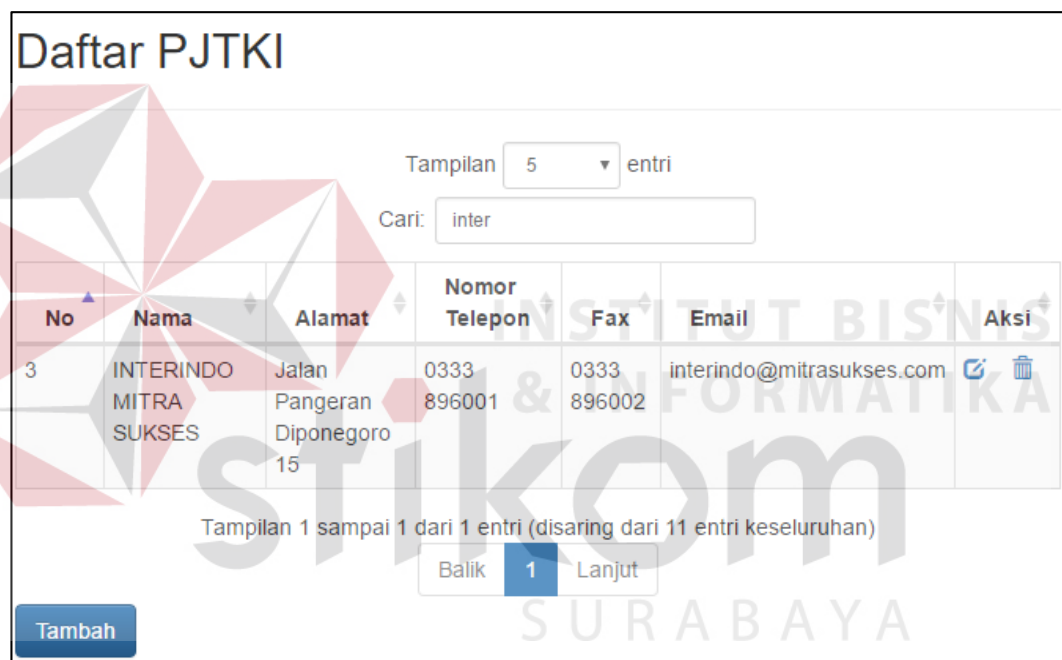 Daftar PJTKI
Tampilan 5 entri
Cari: inter
No Nama Alamat Nomor Telepon Fax Email Aksi
3 INTERINDO MITRA SUKSES Jalan Pangeran Diponegoro 15 0333 896001 0333 896002 interindo@mitrasukses.com
Tampilan 1 sampai 1 dari 1 entri (disaring dari 11 entri keseluruhan)
Balik 1 Lanjut
Tambah
INSTITUT BISNIS
& INFORMATIKA
stikom
SURABAYA